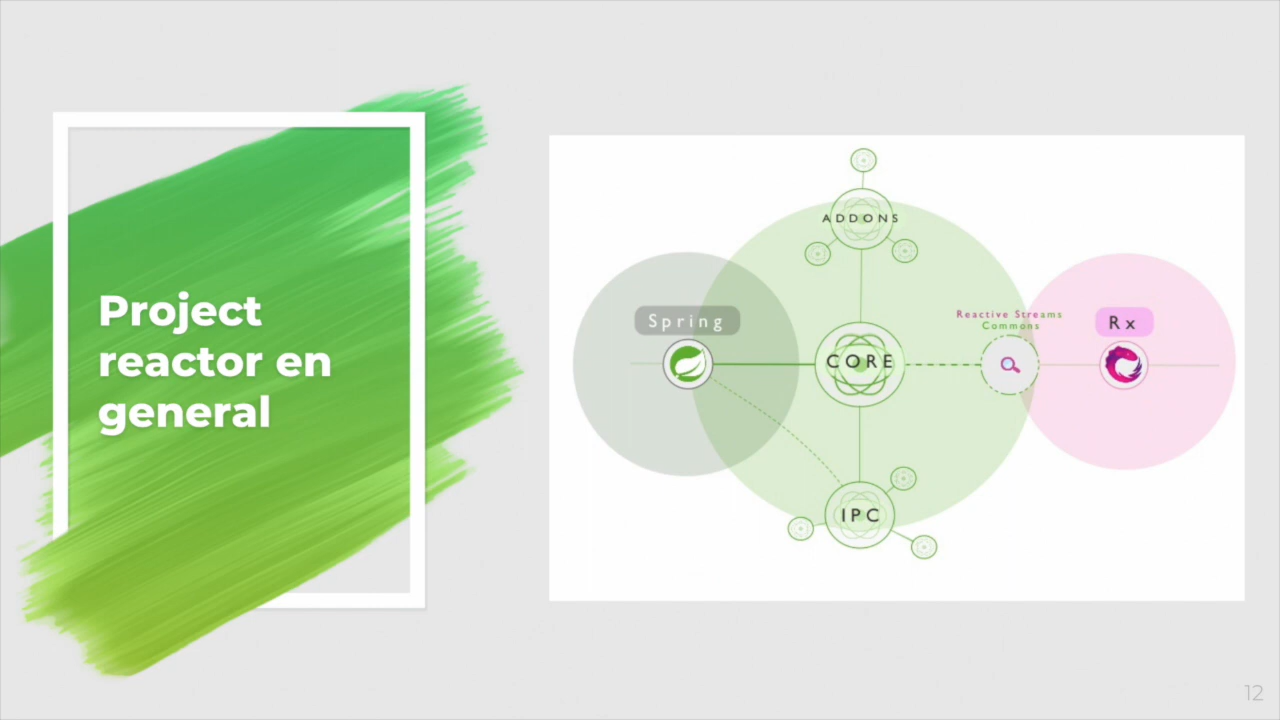 Project
reactor en
general
ADDONS
Spring
CORE
Reactive Streams
Commons
Rx
IPC
12